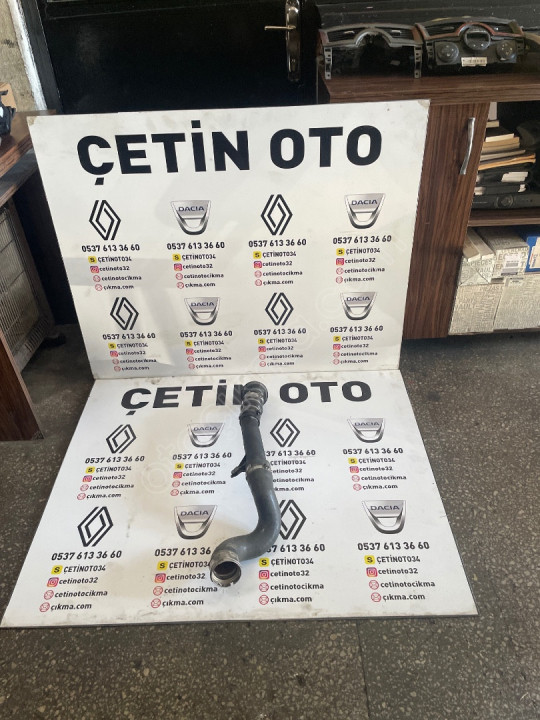 ÇETİN OTO
DACIA DACIA
0537 613 36 60 0537 613 36 60 0537 613 36 60 0537 613 36 60
S ÇETİNOTO34 S ÇETİNOTO34 S ÇETİNOTO34 S ÇETİNOTO34
cetinoto32 cetinoto32 cetinoto32 cetinoto32
cetinotocikma cetinotocikma cetinotocikma cetinotocikma
çıkma.com çıkma.com çıkma.com çıkma.com
DACIA DACIA
0537 613 36 60 0537 613 36 60 0537 613 36 60 0537 613 36 60
S ÇETİNOTO34 S ÇETİNOTO34 S ÇETİNOTO34 S ÇETİNOTO34
cetinoto32 cetinoto32 cetinoto32 cetinoto32
cetinotocikma cetinotocikma cetinotocikma cetinotocikma
çıkma.com çıkma.com çıkma.com çıkma.com
ÇETİN OTO
DACIA DACIA
0537 613 36 60 0537 613 36 60
ÇETİNOTO34 ÇETİNOTO34 ÇETİNOTO34
cetinoto32 cetinoto32 cetinoto32
cetinotocikma cetinotocikma cetinotocikma
çıkma.com çıkma.com çıkma.com çıkma.com
DACIA DACIA
0537 613 36 60 0537 613 36 60 0537 613 36 60
S ÇETİNOTO34 S ÇETİNOTO34 S ÇETİNOTO34 S ÇETİNOTO34
cetinoto32 cetinoto32 cetinoto32 cetinoto32
cetinotocikma cetinotocikma cetinotocikma cetinotocikma
çıkma.com çıkma.com çıkma.com çıkma.com